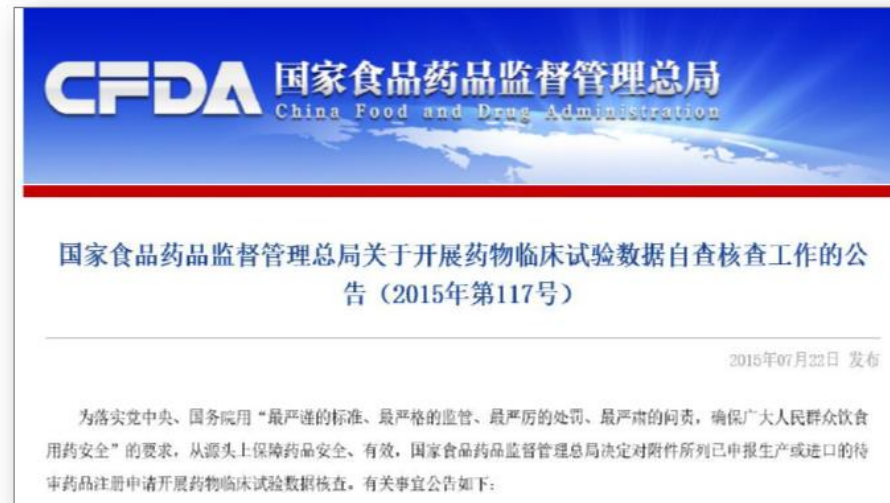 CFDA 国家食品药品监督管理总局
China Food and Drug Administration
国家食品药品监督管理总局关于开展药物临床试验数据自查核查工作的公
告（2015年第117号）
2015年07月22日 发布
为落实党中央、国务院用“最严谨的标准、最严格的监管、最严厉的处罚、最严肃的问责，确保广大人民群众饮食
用药安全”的要求，从源头上保障药品安全、有效，国家食品药品监督管理总局决定对附件所列已申报生产或进口的待
审药品注册申请开展药物临床试验数据核查。有关事宜公告如下：